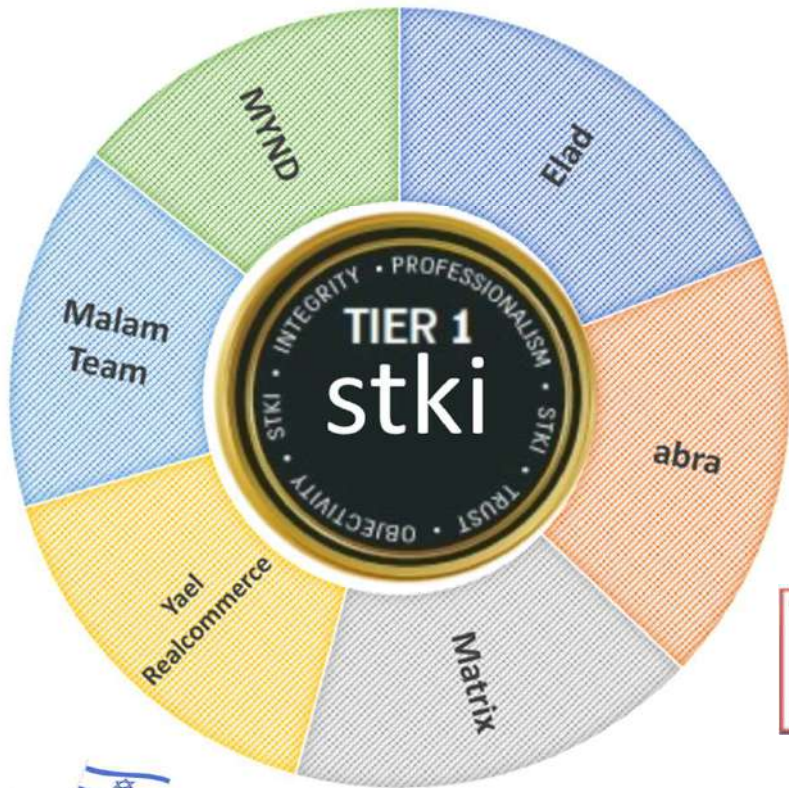 MYND
Elad
Malam
Team
TIER 1
stki
STKI • INTEGRITY • PROFESSIONALISM • STKI • TRUST • OBJECTIVITY •
abra
Yael
Realcommerce
Matrix